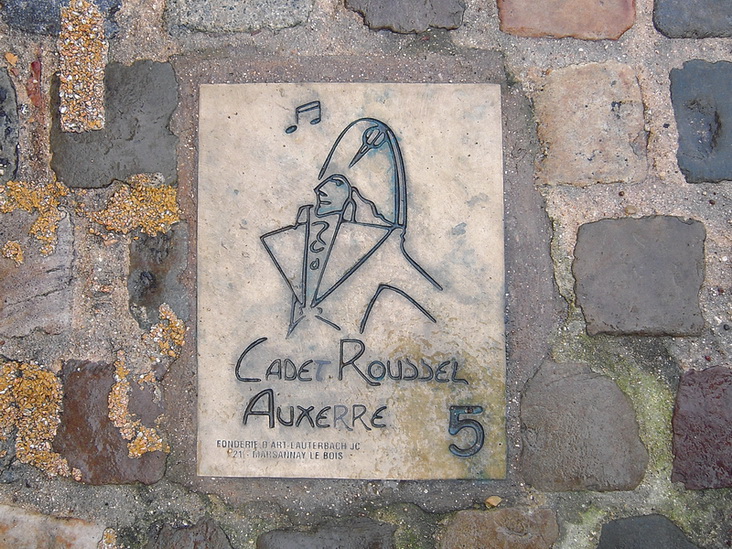 CADET ROUSSEL
AUXERRE
5
FONDERIE D'ART-LAUTERBACH JC
21 - MARSANNAY LE BOIS